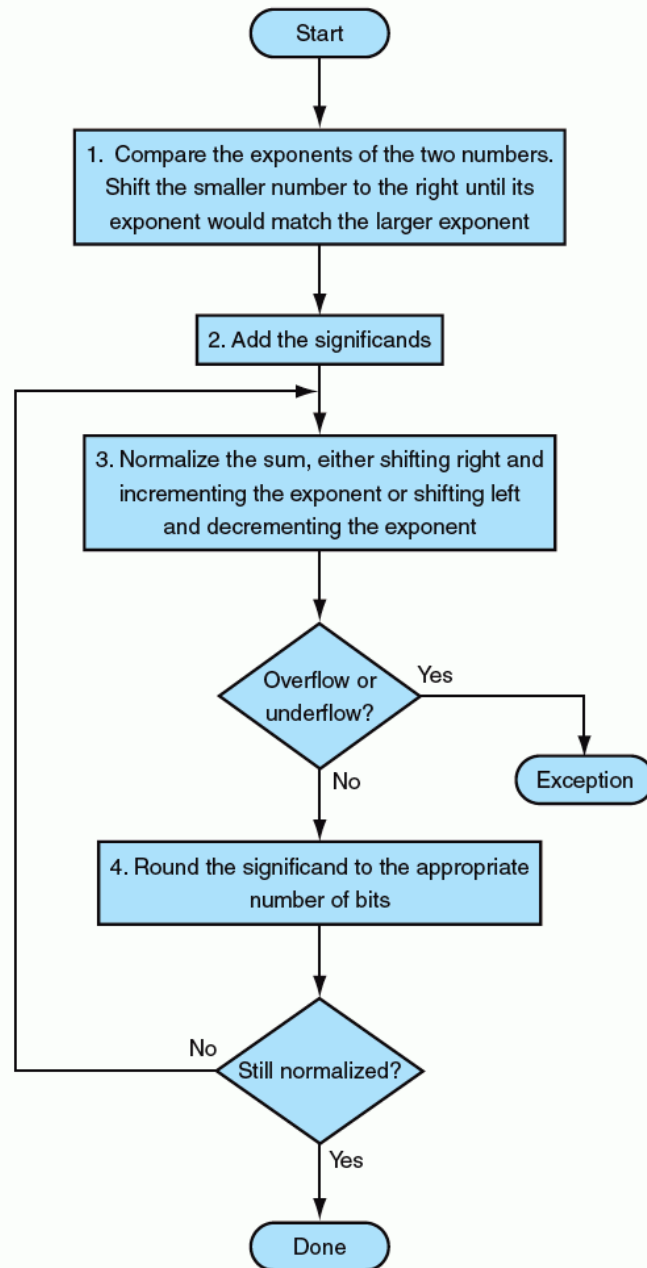 Start
1. Compare the exponents of the two numbers.
Shift the smaller number to the right until its
exponent would match the larger exponent
2. Add the significands
3. Normalize the sum, either shifting right and
incrementing the exponent or shifting left
and decrementing the exponent
Overflow or
underflow?
Yes
No
Exception
4. Round the significand to the appropriate
number of bits
No
Still normalized?
Yes
Done